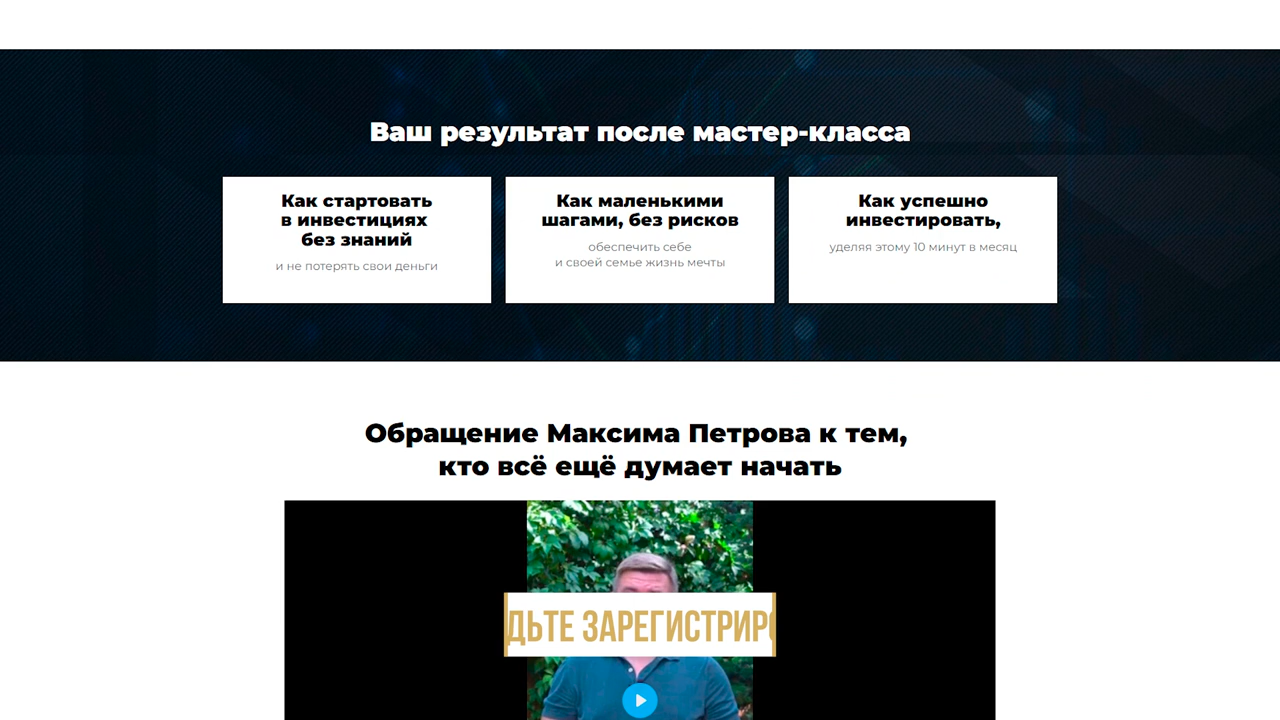 Ваш результат после мастер-класса
Как стартовать
в инвестициях
без знаний
и не потерять свои деньги
Как маленькими
шагами, без рисков
обеспечить себе
и своей семье жизнь мечты
Как успешно
инвестировать,
уделяя этому 10 минут в месяц
Обращение Максима Петрова к тем,
кто всё ещё думает начать
ДЬТЕ ЗАРЕГИСТРИРО